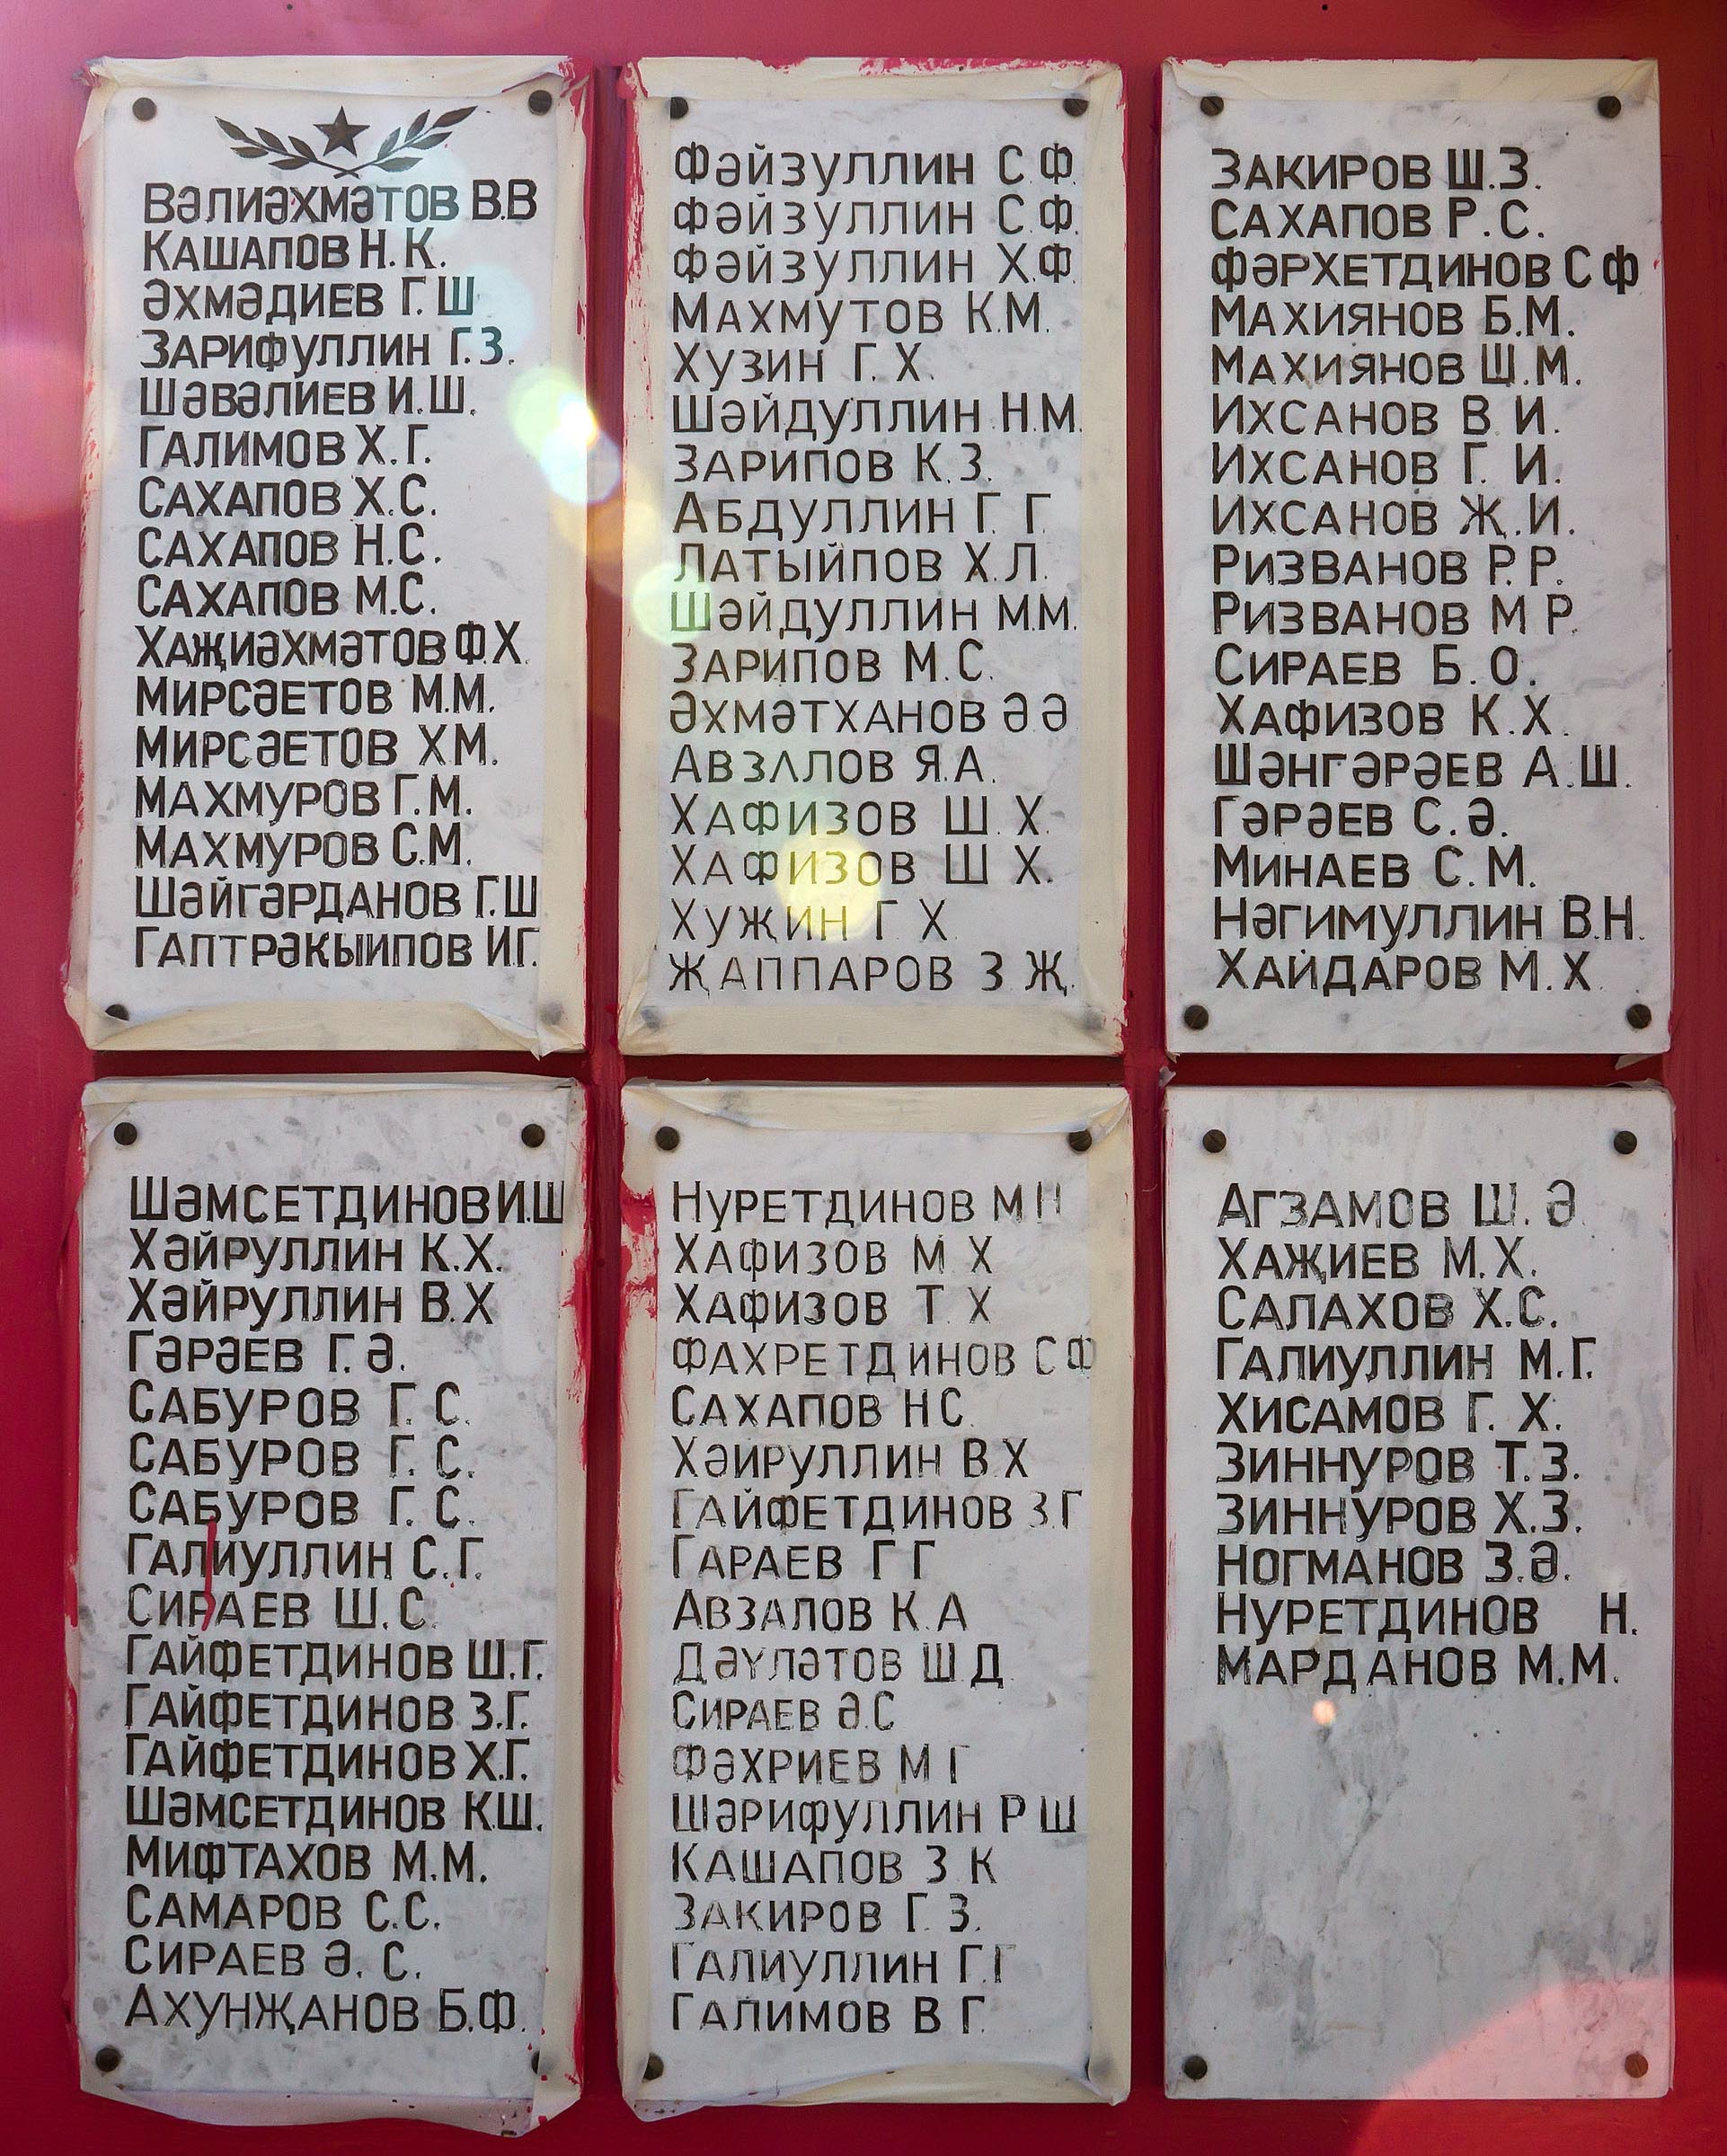 ВӘЛИӘХМӘТОВ В.В
КАШАПОВ Н.К.
ӘХМӘДИЕВ Г.Ш
ЗАРИФУЛЛИН Г.З.
ШӘВӘЛИЕВ И.Ш.
ГАЛИМОВ Х.Г.
САХАПОВ Х.С.
САХАПОВ Н.С.
САХАПОВ М.С.
ХАҖИӘХМӘТОВ Ф.Х.
МИРСӘЕТОВ М.М.
МИРСӘЕТОВ Х.М.
МАХМУРОВ Г.М.
МАХМУРОВ С.М.
ШӘЙГӘРДАНОВ Г.Ш
ГАПТРӘКЫИПОВ И.Г.
ФӘЙЗУЛЛИН С.Ф.
ФӘЙЗУЛЛИН С.Ф.
ФӘЙЗУЛЛИН Х.Ф.
МАХМУТОВ К.М.
ХУЗИН Г.Х.
ШӘЙДУЛЛИН Н.М.
ЗАРИПОВ К.З.
АБДУЛЛИН Г.Г.
ЛАТЫЙПОВ Х.Л.
ШӘЙДУЛЛИН М.М.
ЗАРИПОВ М.С.
ӘХМӘТХАНОВ Ә.Ә
АВЗАЛОВ Я.А.
ХАФИЗОВ Ш.Х.
ХАФИЗОВ Ш Х.
ХУҖИН Г Х
ҖАППАРОВ З Җ.
ЗАКИРОВ Ш.З.
САХАПОВ Р.С.
ФӘРХЕТДИНОВ С Ф
МАХИЯНОВ Б.М.
МАХИЯНОВ Ш.М.
ИХСАНОВ В.И.
ИХСАНОВ Г.И.
ИХСАНОВ Җ.И.
РИЗВАНОВ Р.Р.
РИЗВАНОВ М Р.
СИРАЕВ Б.О.
ХАФИЗОВ К.Х.
ШӘНГӘРӘЕВ А.Ш.
ГӘРӘЕВ С.Ә.
МИНАЕВ С.М.
НӘГИМУЛЛИН В.Н.
ХАЙДАРОВ М.Х.
ШӘМСЕТДИНОВ И.Ш
ХӘЙРУЛЛИН К.Х.
ХӘЙРУЛЛИН В.Х
ГӘРӘЕВ Г.Ә.
САБУРОВ Г.С.
САБУРОВ Г.С.
САБУРОВ Г.С.
ГАЛИУЛЛИН С.Г.
СИРАЕВ Ш.С.
ГАЙФЕТДИНОВ Ш.Г.
ГАЙФЕТДИНОВ З.Г.
ГАЙФЕТДИНОВ Х.Г.
ШӘМСЕТДИНОВ К.Ш.
МИФТАХОВ М.М.
САМАРОВ С.С.
СИРАЕВ Ә.С.
АХУНҖАНОВ Б.Ф.
НУРЕТДИНОВ М Н
ХАФИЗОВ М Х
ХАФИЗОВ Т.Х
ФАХРЕТДИНОВ С Ф
САХАПОВ Н С.
ХӘИРУЛЛИН В.Х
ГАЙФЕТДИНОВ З.Г
ГАРАЕВ Г Г
АВЗАЛОВ К.А
ДӘҮЛӘТОВ Ш.Д
СИРАЕВ Ә.С
ФӘХРИЕВ М Г
ШӘРИФУЛЛИН Р Ш
КАШАПОВ З К
ЗАКИРОВ Г.З.
ГАЛИУЛЛИН Г.Г
ГАЛИМОВ В Г.
АГЗАМОВ Ш.Ә
ХАҖИЕВ М.Х.
САЛАХОВ Х.С.
ГАЛИУЛЛИН М.Г.
ХИСАМОВ Г.Х.
ЗИННУРОВ Т.З.
ЗИННУРОВ Х.З.
НОГМАНОВ З.Ә.
НУРЕТДИНОВ Н.
МАРДАНОВ М.М.